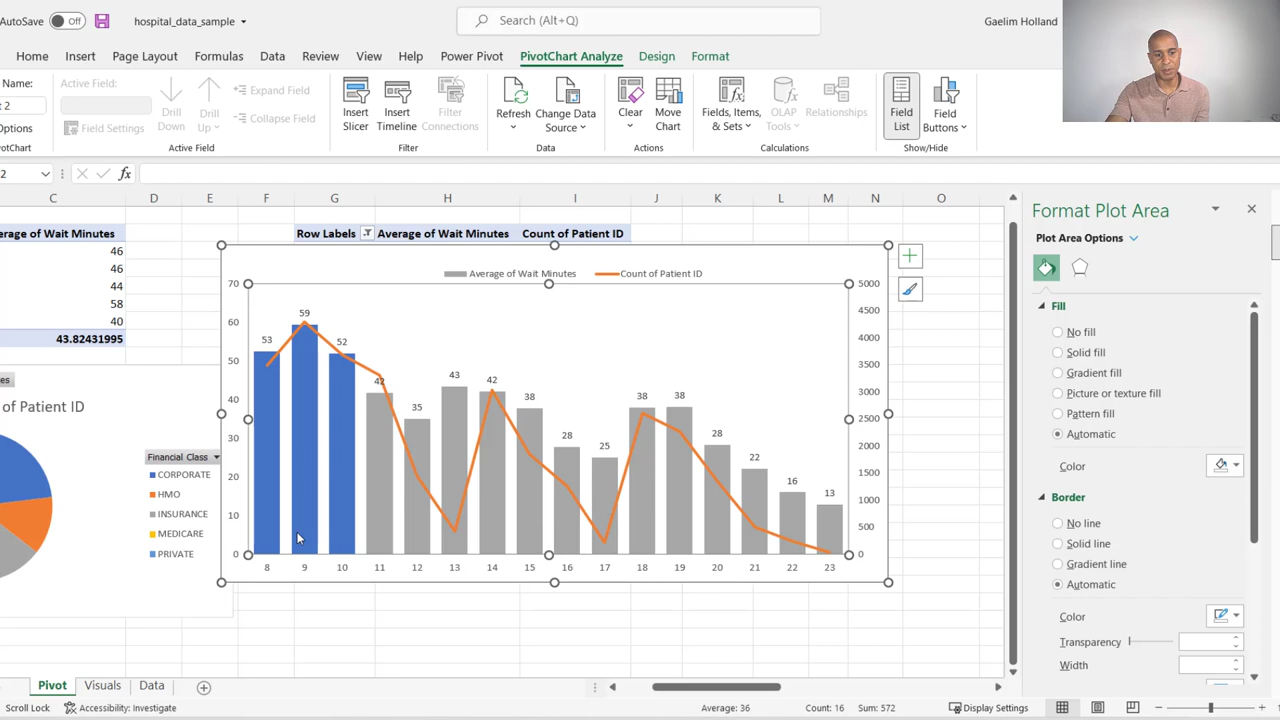 AutoSave Off hospital_data_sample Search (Alt+Q) Gaelim Holland
Home Insert Page Layout Formulas Data Review View Help Power Pivot PivotChart Analyze Design Format
Name:
t 2
Options
PivotChart
Active Field:
Field Settings
Drill Down
Drill Up
Expand Field
Collapse Field
Active Field
Insert Slicer
Insert Timeline
Filter Connections
Filter
Refresh
Change Data Source
Data
Clear
Move Chart
Actions
Fields, Items, & Sets
OLAP Tools
Relationships
Calculations
Field List
Field Buttons
Show/Hide
2 fx
C D E F G H I J K L M N O
erage of Wait Minutes
46
46
44
58
40
43.82431995
Row Labels Average of Wait Minutes Count of Patient ID
es
of Patient ID
Financial Class
CORPORATE
HMO
INSURANCE
MEDICARE
PRIVATE
Average of Wait Minutes Count of Patient ID
70
60
50
40
30
20
10
0
53 59 52 42 35 43 42 38 28 25 38 38 28 22 16 13
5000
4500
4000
3500
3000
2500
2000
1500
1000
500
0
8 9 10 11 12 13 14 15 16 17 18 19 20 21 22 23
Format Plot Area
Plot Area Options
Fill
No fill
Solid fill
Gradient fill
Picture or texture fill
Pattern fill
Automatic
Color
Border
No line
Solid line
Gradient line
Automatic
Color
Transparency
Width
Pivot Visuals Data
Scroll Lock Accessibility: Investigate Average: 36 Count: 16 Sum: 572 Display Settings